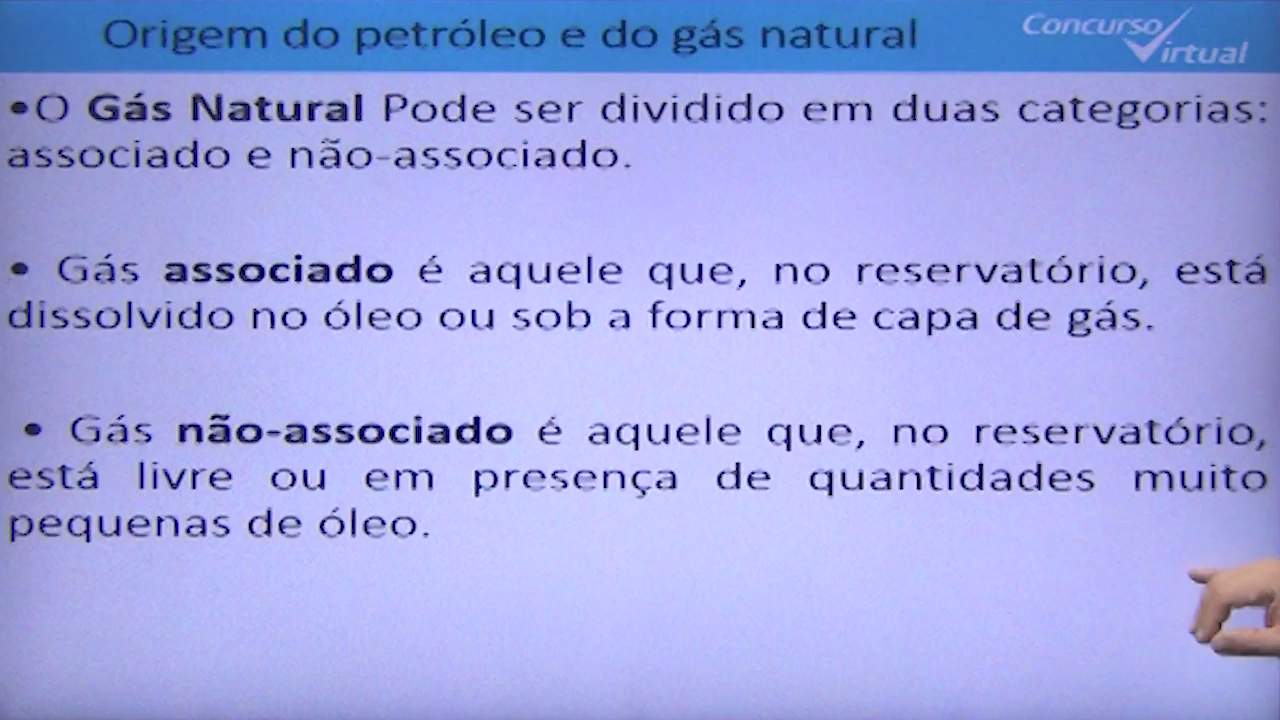 Origem do petróleo e do gás natural
Concurso Virtual
•O Gás Natural Pode ser dividido em duas categorias:
associado e não-associado.
• Gás associado é aquele que, no reservatório, está
dissolvido no óleo ou sob a forma de capa de gás.
• Gás não-associado é aquele que, no reservatório,
está livre ou em presença de quantidades muito
pequenas de óleo.